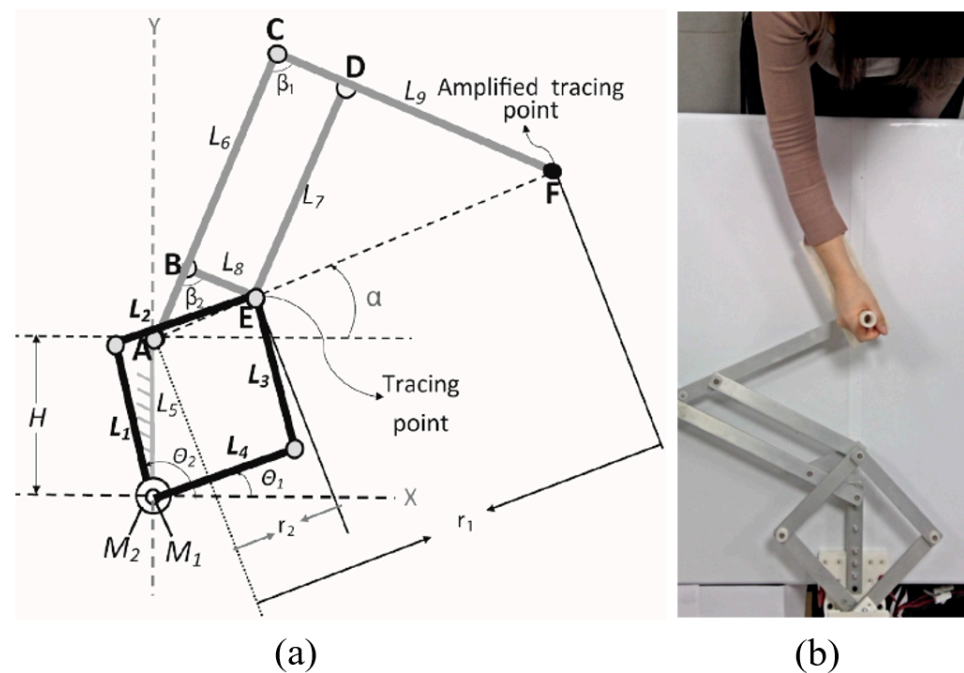 Y
C
D
β1
L9
Amplified tracing
point
L6
F
L7
B
L8
β2
α
L2
E
A
Tracing
point
L3
H
L5
L1
θ2
L4
θ1
X
r1
r2
M2
M1
(a)
(b)